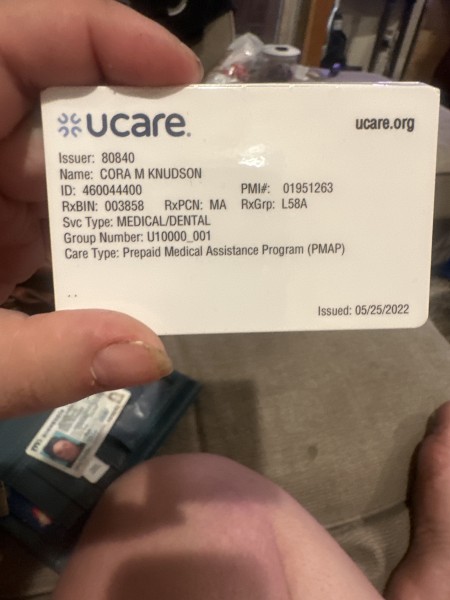 ucare.
ucare.org
Issuer: 80840
Name: CORA M KNUDSON
ID: 460044400 PMI#: 01951263
RxBIN: 003858 RxPCN: MA RxGrp: L58A
Svc Type: MEDICAL/DENTAL
Group Number: U10000_001
Care Type: Prepaid Medical Assistance Program (PMAP)
Issued: 05/25/2022